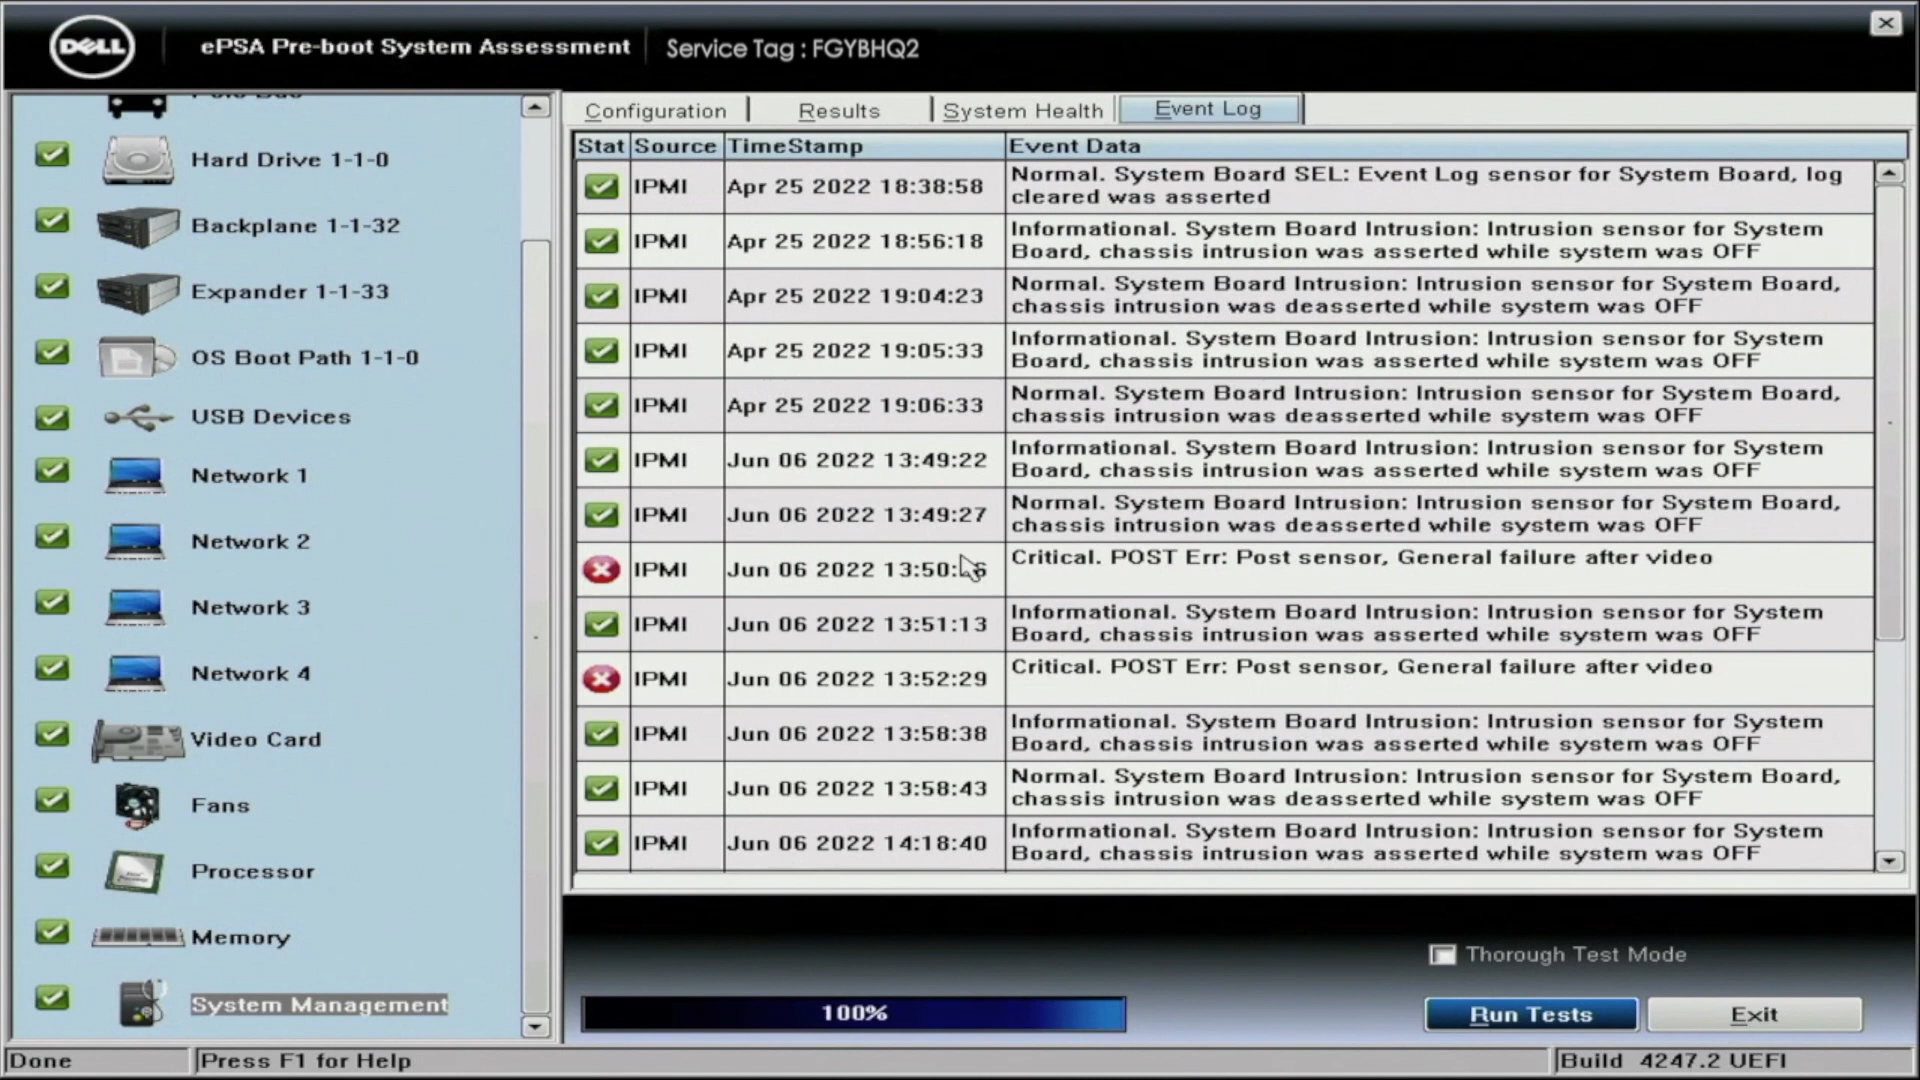 DELL
ePSA Pre-boot System Assessment
Service Tag : FGYBHQ2
Hard Drive 1-1-0
Backplane 1-1-32
Expander 1-1-33
OS Boot Path 1-1-0
USB Devices
Network 1
Network 2
Network 3
Network 4
Video Card
Fans
Processor
Memory
System Management
Configuration Results System Health Event Log
Stat Source TimeStamp Event Data
IPMI Apr 25 2022 18:38:58 Normal. System Board SEL: Event Log sensor for System Board, log
cleared was asserted
IPMI Apr 25 2022 18:56:18 Informational. System Board Intrusion: Intrusion sensor for System
Board, chassis intrusion was asserted while system was OFF
IPMI Apr 25 2022 19:04:23 Normal. System Board Intrusion: Intrusion sensor for System Board,
chassis intrusion was deasserted while system was OFF
IPMI Apr 25 2022 19:05:33 Informational. System Board Intrusion: Intrusion sensor for System
Board, chassis intrusion was asserted while system was OFF
IPMI Apr 25 2022 19:06:33 Normal. System Board Intrusion: Intrusion sensor for System Board,
chassis intrusion was deasserted while system was OFF
IPMI Jun 06 2022 13:49:22 Informational. System Board Intrusion: Intrusion sensor for System
Board, chassis intrusion was asserted while system was OFF
IPMI Jun 06 2022 13:49:27 Normal. System Board Intrusion: Intrusion sensor for System Board,
chassis intrusion was deasserted while system was OFF
IPMI Jun 06 2022 Critical. POST Err: Post sensor, General failure after video
IPMI Jun 06 2022 13:51:13 Informational. System Board Intrusion: Intrusion sensor for System
Board, chassis intrusion was asserted while system was OFF
IPMI Jun 06 2022 13:52:29 Critical. POST Err: Post sensor, General failure after video
IPMI Jun 06 2022 13:58:38 Informational. System Board Intrusion: Intrusion sensor for System
Board, chassis intrusion was asserted while system was OFF
IPMI Jun 06 2022 13:58:43 Normal. System Board Intrusion: Intrusion sensor for System Board,
chassis intrusion was deasserted while system was OFF
IPMI Jun 06 2022 14:18:40 Informational. System Board Intrusion: Intrusion sensor for System
Board, chassis intrusion was asserted while system was OFF
Thorough Test Mode
100%
Run Tests
Exit
Done
Press F1 for Help
Build 4247.2 UEFI